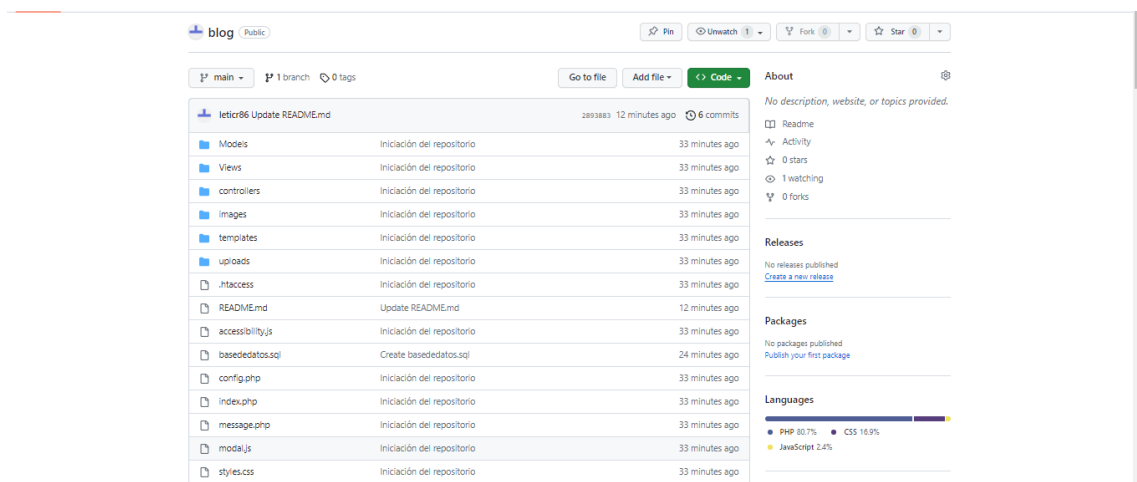 blog Public
Pin Unwatch 1 Fork 0 Star 0
main 1 branch 0 tags Go to file Add file Code
leticr86 Update README.md 2893883 12 minutes ago 6 commits
Models Iniciación del repositorio 33 minutes ago
Views Iniciación del repositorio 33 minutes ago
controllers Iniciación del repositorio 33 minutes ago
images Iniciación del repositorio 33 minutes ago
templates Iniciación del repositorio 33 minutes ago
uploads Iniciación del repositorio 33 minutes ago
.htaccess Iniciación del repositorio 33 minutes ago
README.md Update README.md 12 minutes ago
accessibility.js Iniciación del repositorio 33 minutes ago
basededatos.sql Create basededatos.sql 24 minutes ago
config.php Iniciación del repositorio 33 minutes ago
index.php Iniciación del repositorio 33 minutes ago
message.php Iniciación del repositorio 33 minutes ago
modal.js Iniciación del repositorio 33 minutes ago
styles.css Iniciación del repositorio 33 minutes ago
About
No description, website, or topics provided.
Readme
Activity
0 stars
1 watching
0 forks
Releases
No releases published
Create a new release
Packages
No packages published
Publish your first package
Languages
PHP 80.7% CSS 16.9%
JavaScript 2.4%